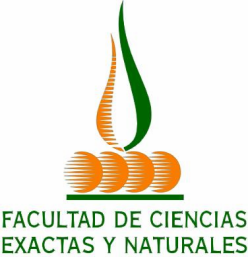 FACULTAD DE CIENCIAS
EXACTAS Y NATURALES